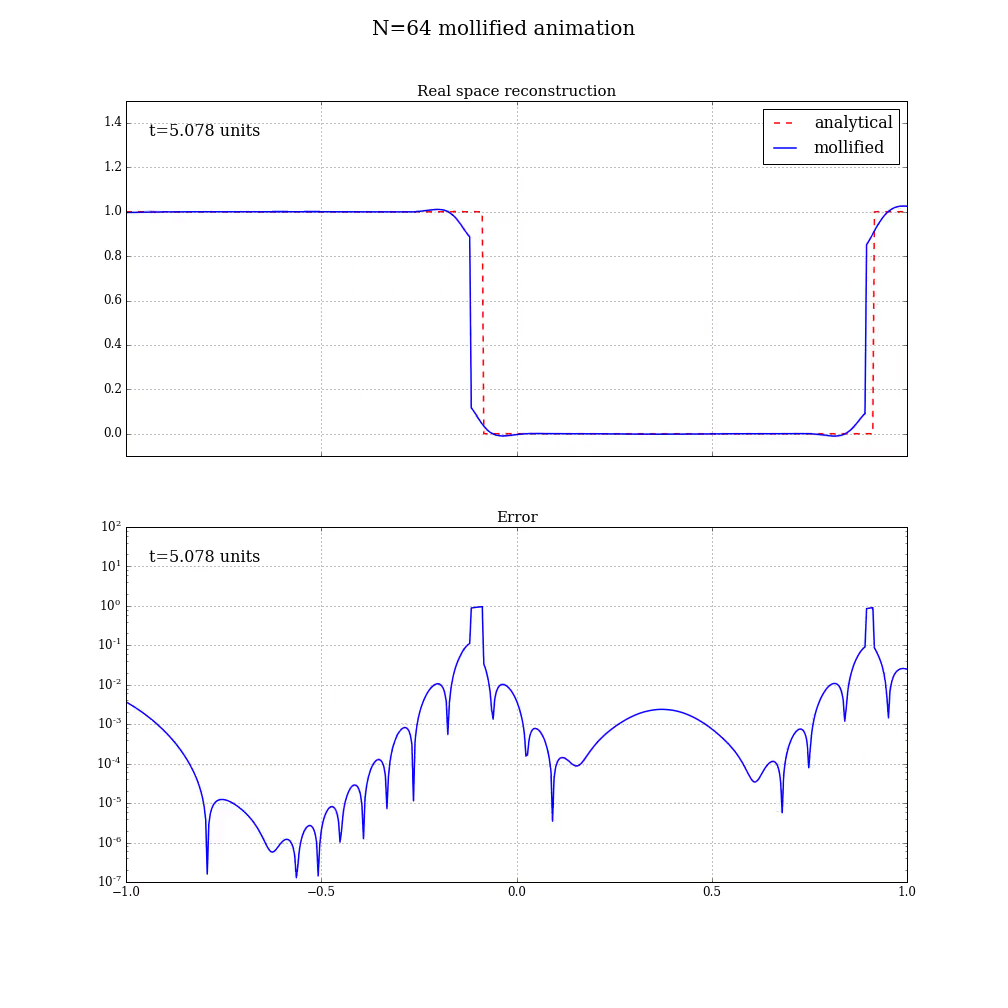 N=64 mollified animation
Real space reconstruction
t=5.078 units
analytical
mollified
1.4
1.2
1.0
0.8
0.6
0.4
0.2
0.0
Error
t=5.078 units
10²
10¹
10⁰
10⁻¹
10⁻²
10⁻³
10⁻⁴
10⁻⁵
10⁻⁶
10⁻⁷
−1.0 −0.5 0.0 0.5 1.0